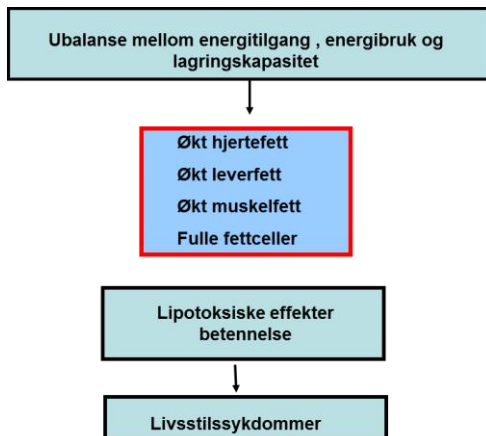 Ubalanse mellom energitilgang , energibruk og
lagringskapasitet
Økt hjertefett
Økt leverfett
Økt muskelfett
Fulle fettceller
Lipotoksiske effekter
betennelse
Livsstilssykdommer